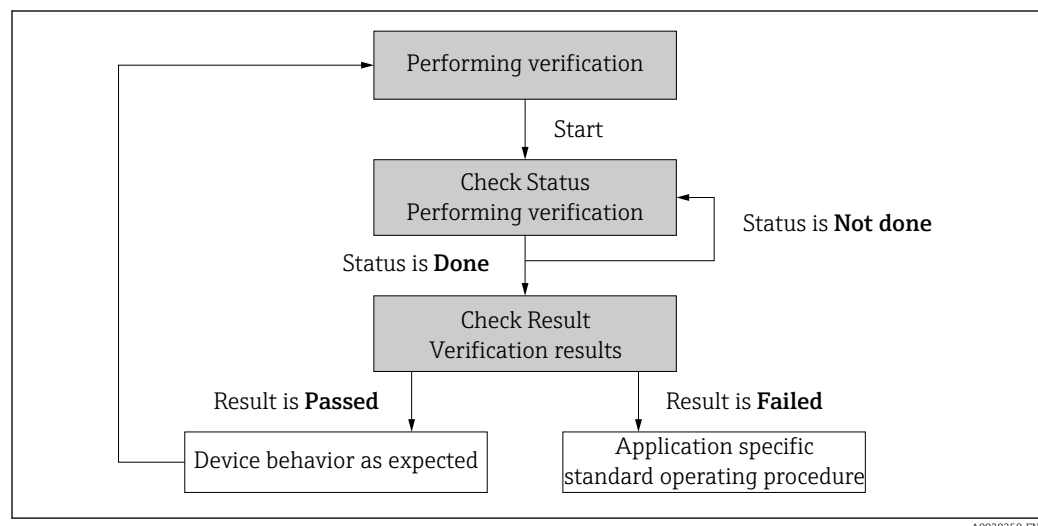 Performing verification
Start
Check Status
Performing verification
Status is Not done
Status is Done
Check Result
Verification results
Result is Passed
Result is Failed
Device behavior as expected
Application specific
standard operating procedure